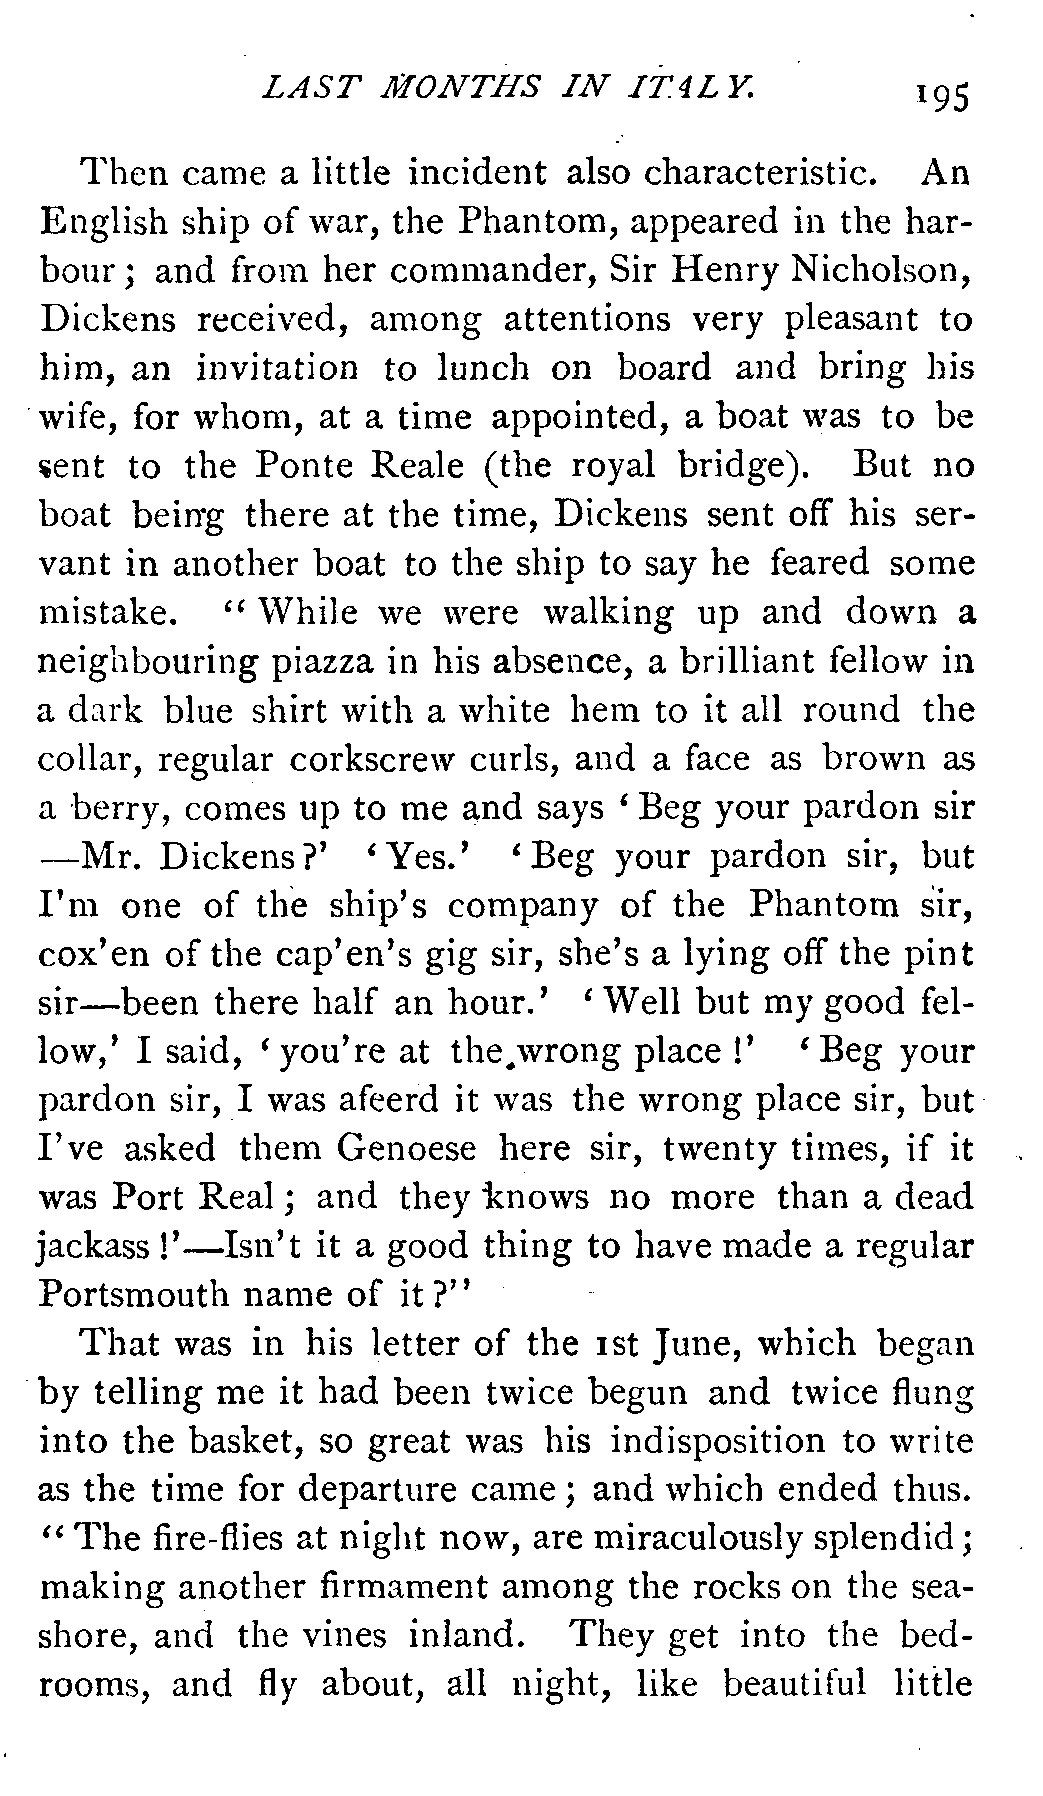 LAST MONTHS IN ITALY. 195
Then came a little incident also characteristic. An
English ship of war, the Phantom, appeared in the har-
bour; and from her commander, Sir Henry Nicholson,
Dickens received, among attentions very pleasant to
him, an invitation to lunch on board and bring his
wife, for whom, at a time appointed, a boat was to be
sent to the Ponte Reale (the royal bridge). But no
boat being there at the time, Dickens sent off his ser-
vant in another boat to the ship to say he feared some
mistake. "While we were walking up and down a
neighbouring piazza in his absence, a brilliant fellow in
a dark blue shirt with a white hem to it all round the
collar, regular corkscrew curls, and a face as brown as
a berry, comes up to me and says 'Beg your pardon sir
—Mr. Dickens?' 'Yes.' 'Beg your pardon sir, but
I'm one of the ship's company of the Phantom sir,
cox'en of the cap'en's gig sir, she's a lying off the pint
sir—been there half an hour.' 'Well but my good fel-
low,' I said, 'you're at the wrong place!' 'Beg your
pardon sir, I was afeerd it was the wrong place sir, but
I've asked them Genoese here sir, twenty times, if it
was Port Real; and they knows no more than a dead
jackass!'—Isn't it a good thing to have made a regular
Portsmouth name of it?"
That was in his letter of the 1st June, which began
by telling me it had been twice begun and twice flung
into the basket, so great was his indisposition to write
as the time for departure came; and which ended thus.
"The fire-flies at night now, are miraculously splendid;
making another firmament among the rocks on the sea-
shore, and the vines inland. They get into the bed-
rooms, and fly about, all night, like beautiful little